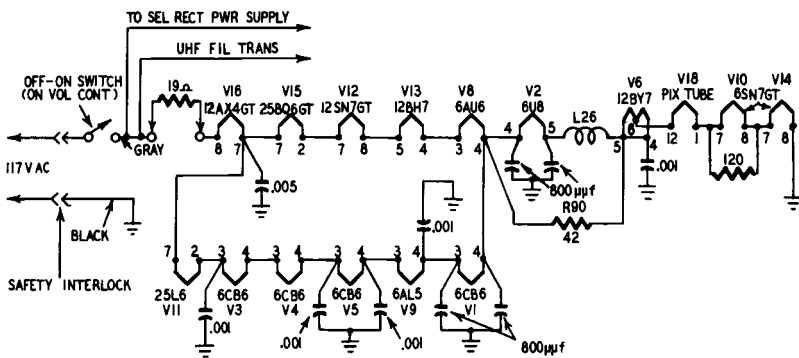 TO SEL RECT PWR SUPPLY
UHF FIL TRANS
OFF-ON SWITCH
(ON VOL CONT)
19Ω
GRAY
117V AC
BLACK
SAFETY INTERLOCK
V16
12AX4GT
8 7
V15
25BQ6GT
7 2
V12
12SN7GT
7 8
V13
12BH7
5 4
V8
6AU6
3 4
V2
6U8
4 5
L26
V6
12BY7
5 6 4
V18
PIX TUBE
12 1
V10
6SN7GT
7 8
V14
7 8
.005
800μμf
R90
42
.001
120
7 2
25L6
V11
3 4
6CB6
V3
3 4
6CB6
V4
3 4
6CB6
V5
3 4
6AL5
V9
3 4
6CB6
V1
.001
.001
.001
.001
800μμf